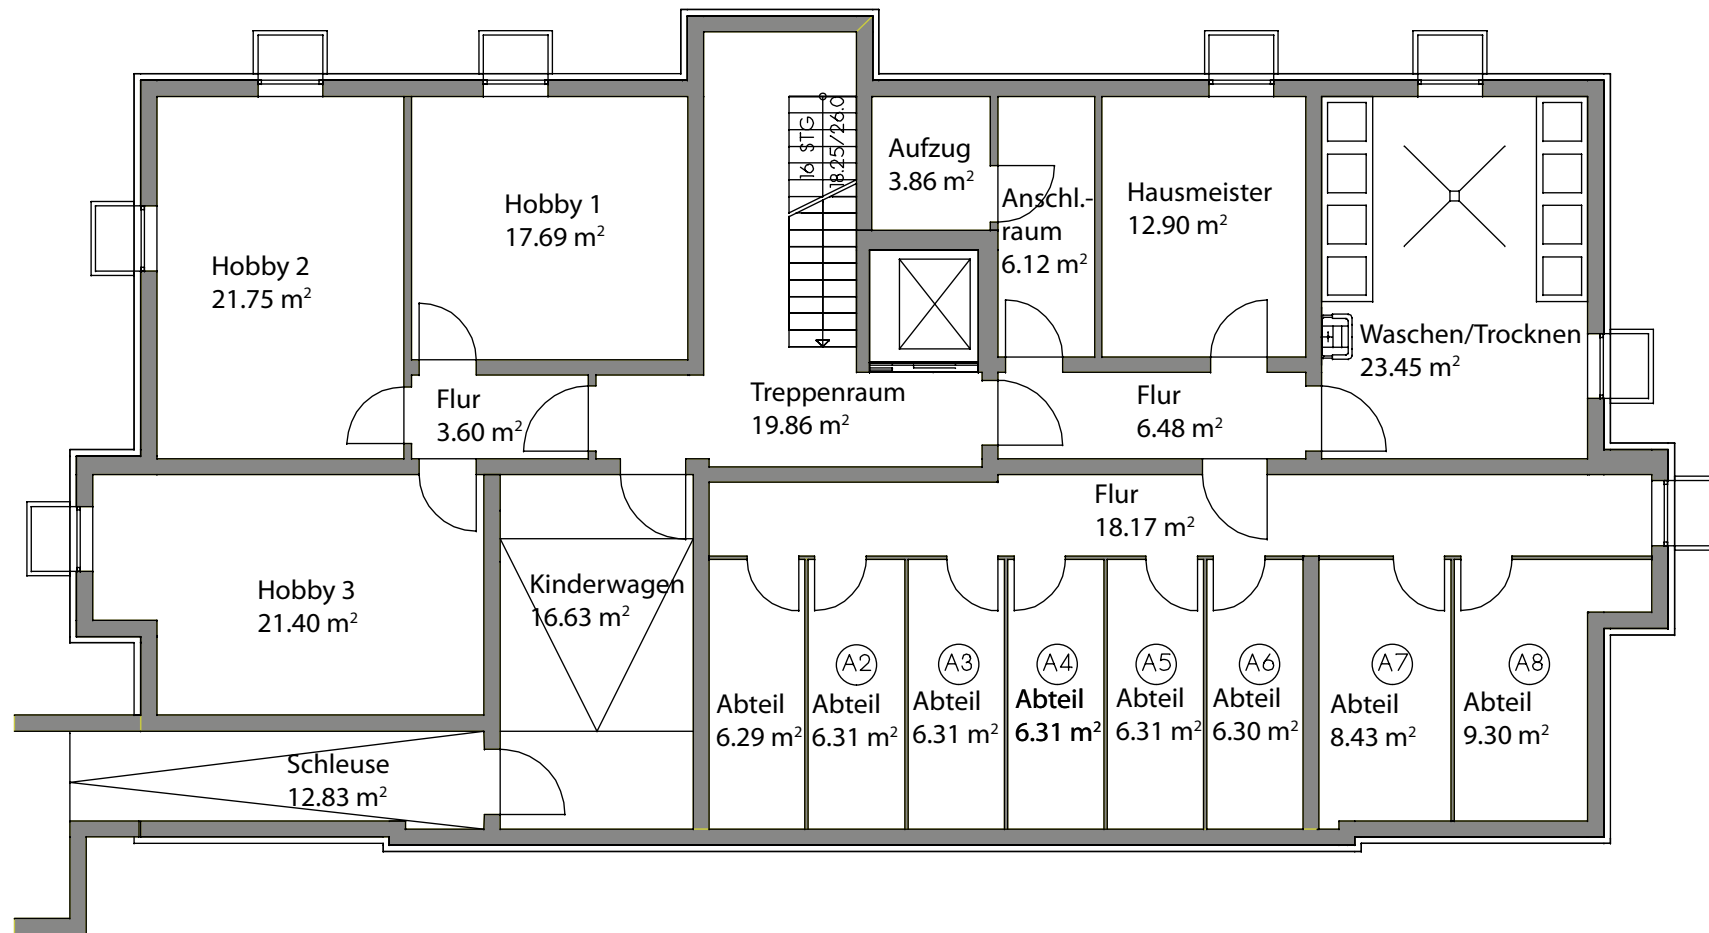 16 STG
18.25/26.0
Aufzug
3.86 m²
Anschl.-
raum
6.12 m²
Hausmeister
12.90 m²
Hobby 1
17.69 m²
Hobby 2
21.75 m²
Waschen/Trocknen
23.45 m²
Flur
3.60 m²
Treppenraum
19.86 m²
Flur
6.48 m²
Flur
18.17 m²
Hobby 3
21.40 m²
Kinderwagen
16.63 m²
Abteil
6.29 m²
A2
Abteil
6.31 m²
A3
Abteil
6.31 m²
A4
Abteil
6.31 m²
A5
Abteil
6.31 m²
A6
Abteil
6.30 m²
A7
Abteil
8.43 m²
A8
Abteil
9.30 m²
Schleuse
12.83 m²